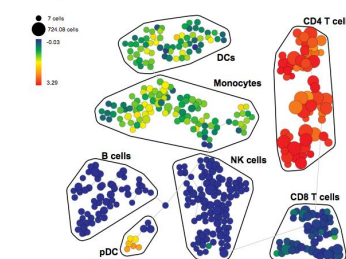 7 cells
724.08 cells
-0.03
3.29
CD4 T cel
DCs
Monocytes
B cells
NK cells
CD8 T cells
pDC